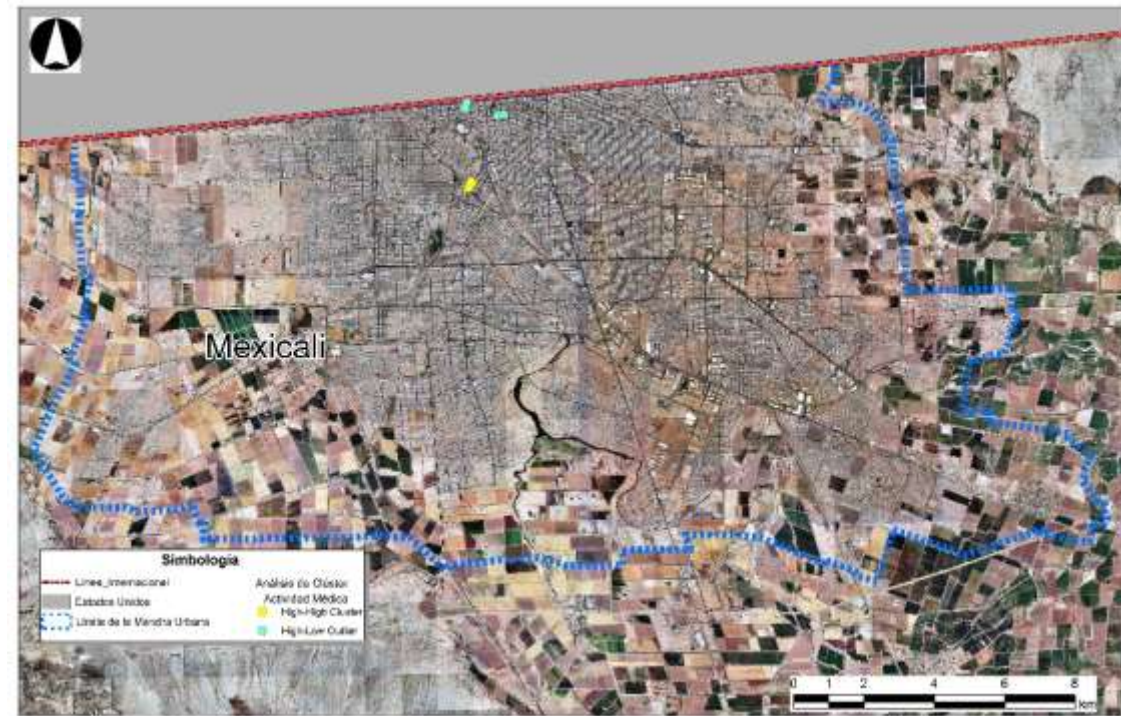 Mexicali
Simbología
Línea_Internacional
Estados Unidos
Límite de la Mancha Urbana
Análisis de Clúster
Actividad Médica
High-High Cluster
High-Low Outlier
0 1 2 4 6 8
km